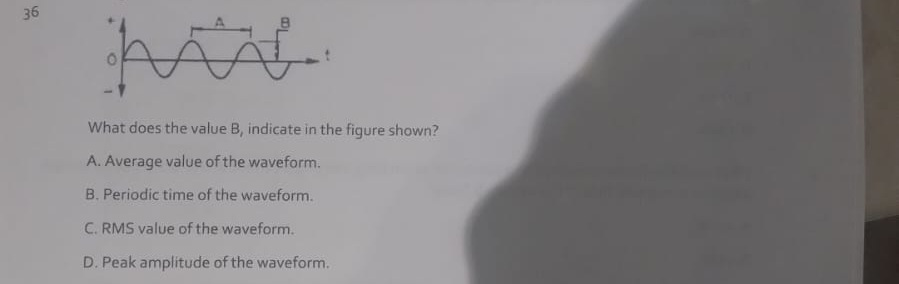 36
+ A B
0 t
-
What does the value B, indicate in the figure shown?
A. Average value of the waveform.
B. Periodic time of the waveform.
C. RMS value of the waveform.
D. Peak amplitude of the waveform.